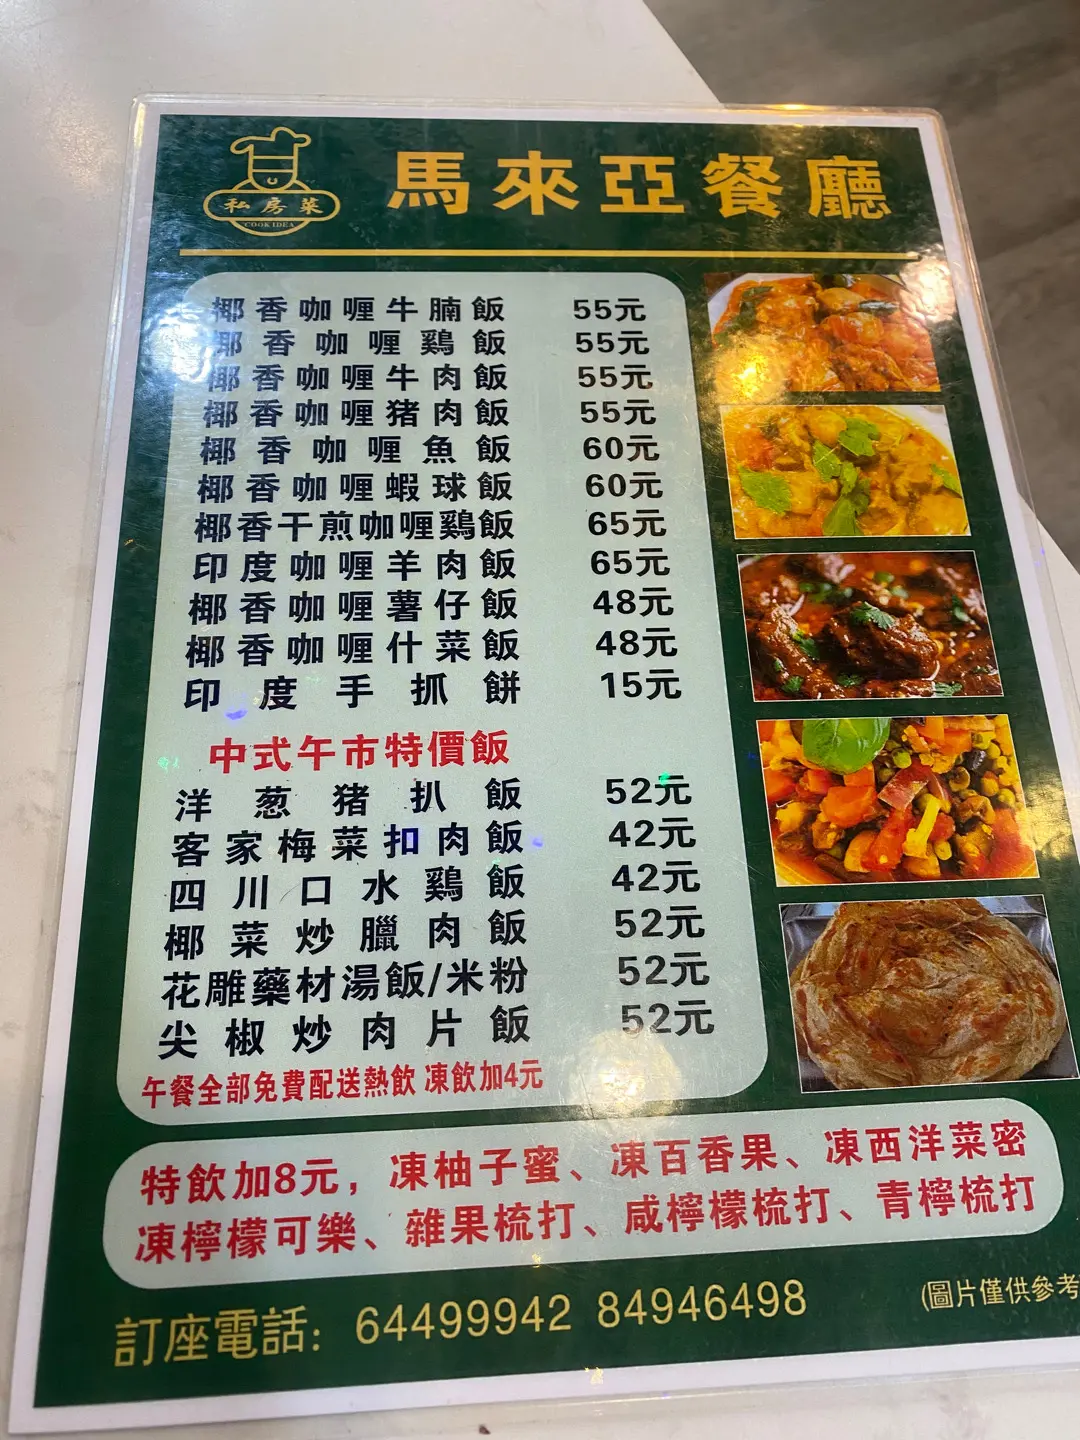 私房菜
COOK IDEA
馬來亞餐廳
椰香咖喱牛腩飯 55元
椰香咖喱鷄飯 55元
椰香咖喱牛肉飯 55元
椰香咖喱猪肉飯 55元
椰香咖喱魚飯 60元
椰香咖喱蝦球飯 60元
椰香干煎咖喱鷄飯 65元
印度咖喱羊肉飯 65元
椰香咖喱薯仔飯 48元
椰香咖喱什菜飯 48元
印度手抓餅 15元
中式午市特價飯
洋葱猪扒飯 52元
客家梅菜扣肉飯 42元
四川口水鷄飯 42元
椰菜炒臘肉飯 52元
花雕藥材湯飯/米粉 52元
尖椒炒肉片飯 52元
午餐全部免費配送熱飲 凍飲加4元
特飲加8元，凍柚子蜜、凍百香果、凍西洋菜密
凍檸檬可樂、雜果梳打、咸檸檬梳打、青檸梳打
訂座電話：64499942 84946498
(圖片僅供參考